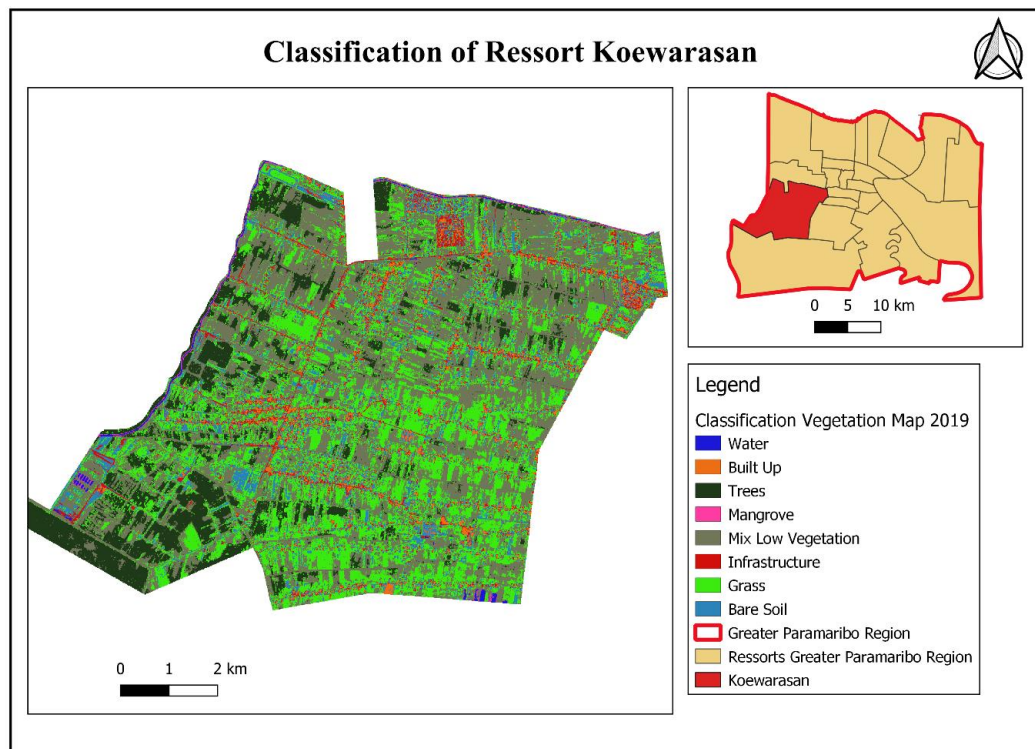 Classification of Ressort Koewarasan
0 5 10 km
Legend
Classification Vegetation Map 2019
Water
Built Up
Trees
Mangrove
Mix Low Vegetation
Infrastructure
Grass
Bare Soil
Greater Paramaribo Region
Ressorts Greater Paramaribo Region
Koewarasan
0 1 2 km